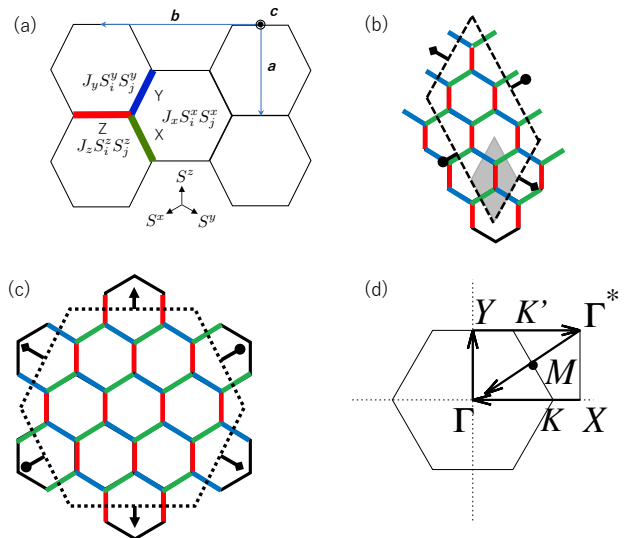 (a)
b
c
a
J_y S_i^y S_j^y
Y
J_x S_i^x S_j^x
Z
X
J_z S_i^z S_j^z
S^z
S^x
S^y
(b)
(c)
(d)
Y
K’
Γ*
M
Γ
K
X